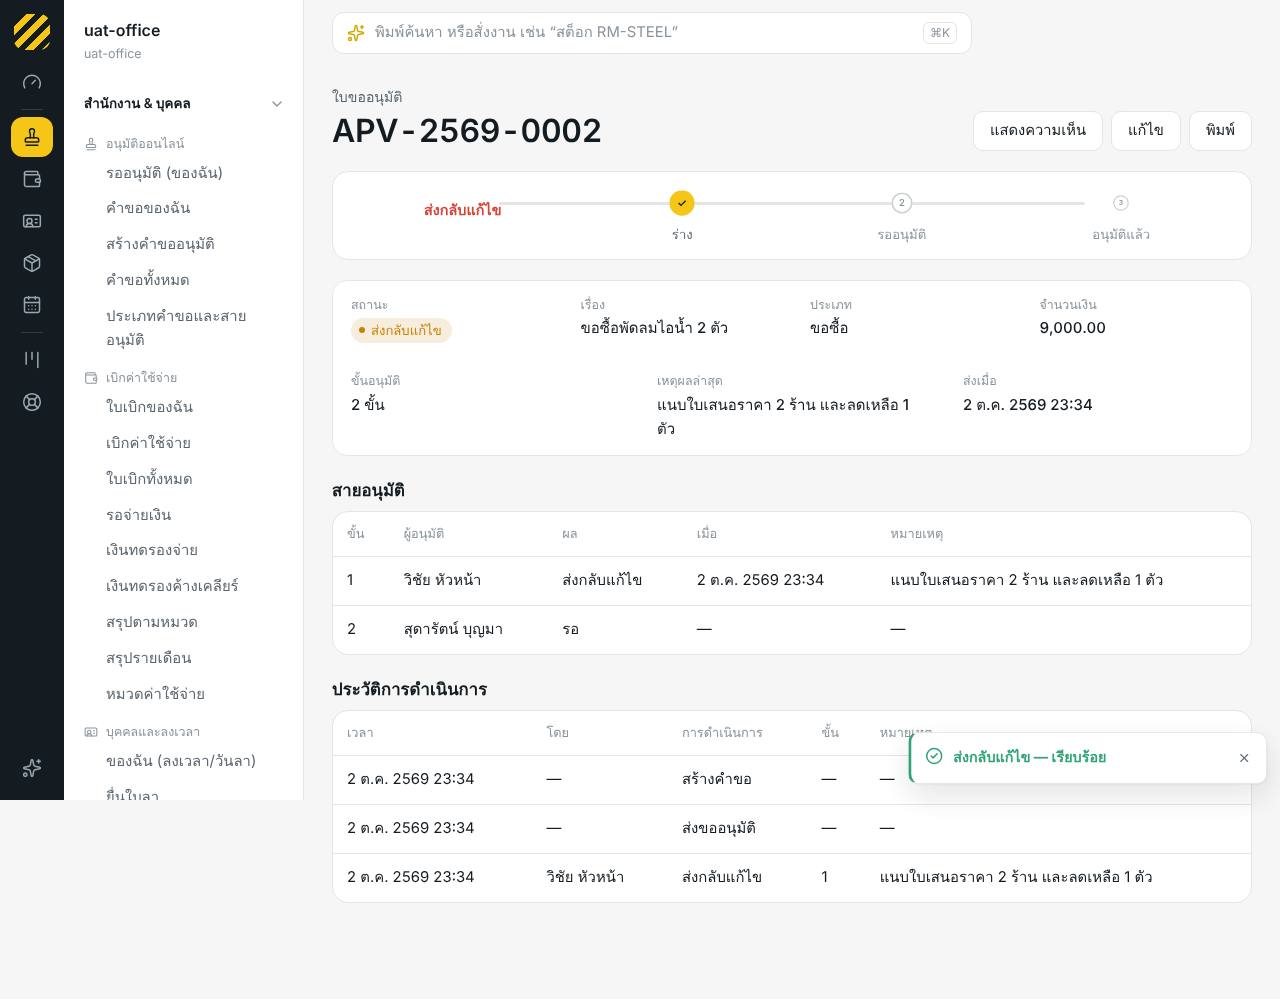 uat-office
uat-office
สำนักงาน & บุคคล
อนุมัติออนไลน์
รออนุมัติ (ของฉัน)
คำขอของฉัน
สร้างคำขออนุมัติ
คำขอทั้งหมด
ประเภทคำขอและสาย
อนุมัติ
เบิกค่าใช้จ่าย
ใบเบิกของฉัน
เบิกค่าใช้จ่าย
ใบเบิกทั้งหมด
รอจ่ายเงิน
เงินทดรองจ่าย
เงินทดรองค้างเคลียร์
สรุปตามหมวด
สรุปรายเดือน
หมวดค่าใช้จ่าย
บุคคลและลงเวลา
ของฉัน (ลงเวลา/วันลา)
ยื่นใบลา
พิมพ์ค้นหา หรือสั่งงาน เช่น “สต็อก RM-STEEL” ⌘K
ใบขออนุมัติ
APV-2569-0002
แสดงความเห็น แก้ไข พิมพ์
ส่งกลับแก้ไข 2 3
ร่าง รออนุมัติ อนุมัติแล้ว
สถานะ เรื่อง ประเภท จำนวนเงิน
ส่งกลับแก้ไข ขอซื้อพัดลมไอน้ำ 2 ตัว ขอซื้อ 9,000.00
ขั้นอนุมัติ เหตุผลล่าสุด ส่งเมื่อ
2 ขั้น แนบใบเสนอราคา 2 ร้าน และลดเหลือ 1 2 ต.ค. 2569 23:34
ตัว
สายอนุมัติ
ขั้น ผู้อนุมัติ ผล เมื่อ หมายเหตุ
1 วิชัย หัวหน้า ส่งกลับแก้ไข 2 ต.ค. 2569 23:34 แนบใบเสนอราคา 2 ร้าน และลดเหลือ 1 ตัว
2 สุดารัตน์ บุญมา รอ — —
ประวัติการดำเนินการ
เวลา โดย การดำเนินการ ขั้น หมายเหตุ
2 ต.ค. 2569 23:34 — สร้างคำขอ — —
ส่งกลับแก้ไข — เรียบร้อย
2 ต.ค. 2569 23:34 — ส่งขออนุมัติ — —
2 ต.ค. 2569 23:34 วิชัย หัวหน้า ส่งกลับแก้ไข 1 แนบใบเสนอราคา 2 ร้าน และลดเหลือ 1 ตัว